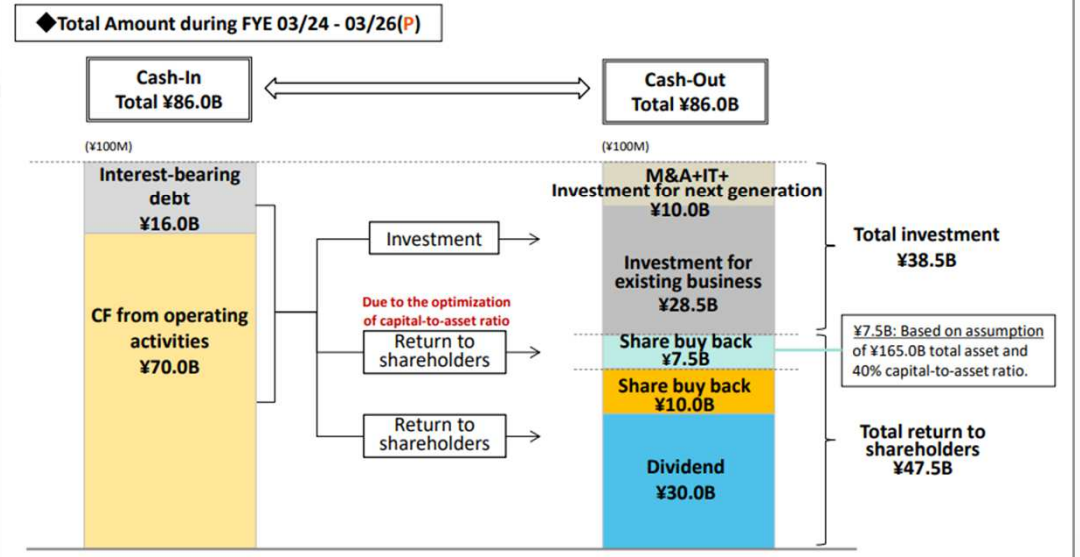 ◆Total Amount during FYE 03/24 - 03/26(P)
Cash-In
Total ¥86.0B
Cash-Out
Total ¥86.0B
(¥100M)
Interest-bearing
debt
¥16.0B
CF from operating
activities
¥70.0B
Investment
Due to the optimization
of capital-to-asset ratio
Return to
shareholders
Return to
shareholders
(¥100M)
M&A+IT+
Investment for next generation
¥10.0B
Investment for
existing business
¥28.5B
Share buy back
¥7.5B
Share buy back
¥10.0B
Dividend
¥30.0B
Total investment
¥38.5B
¥7.5B: Based on assumption
of ¥165.0B total asset and
40% capital-to-asset ratio.
Total return to
shareholders
¥47.5B